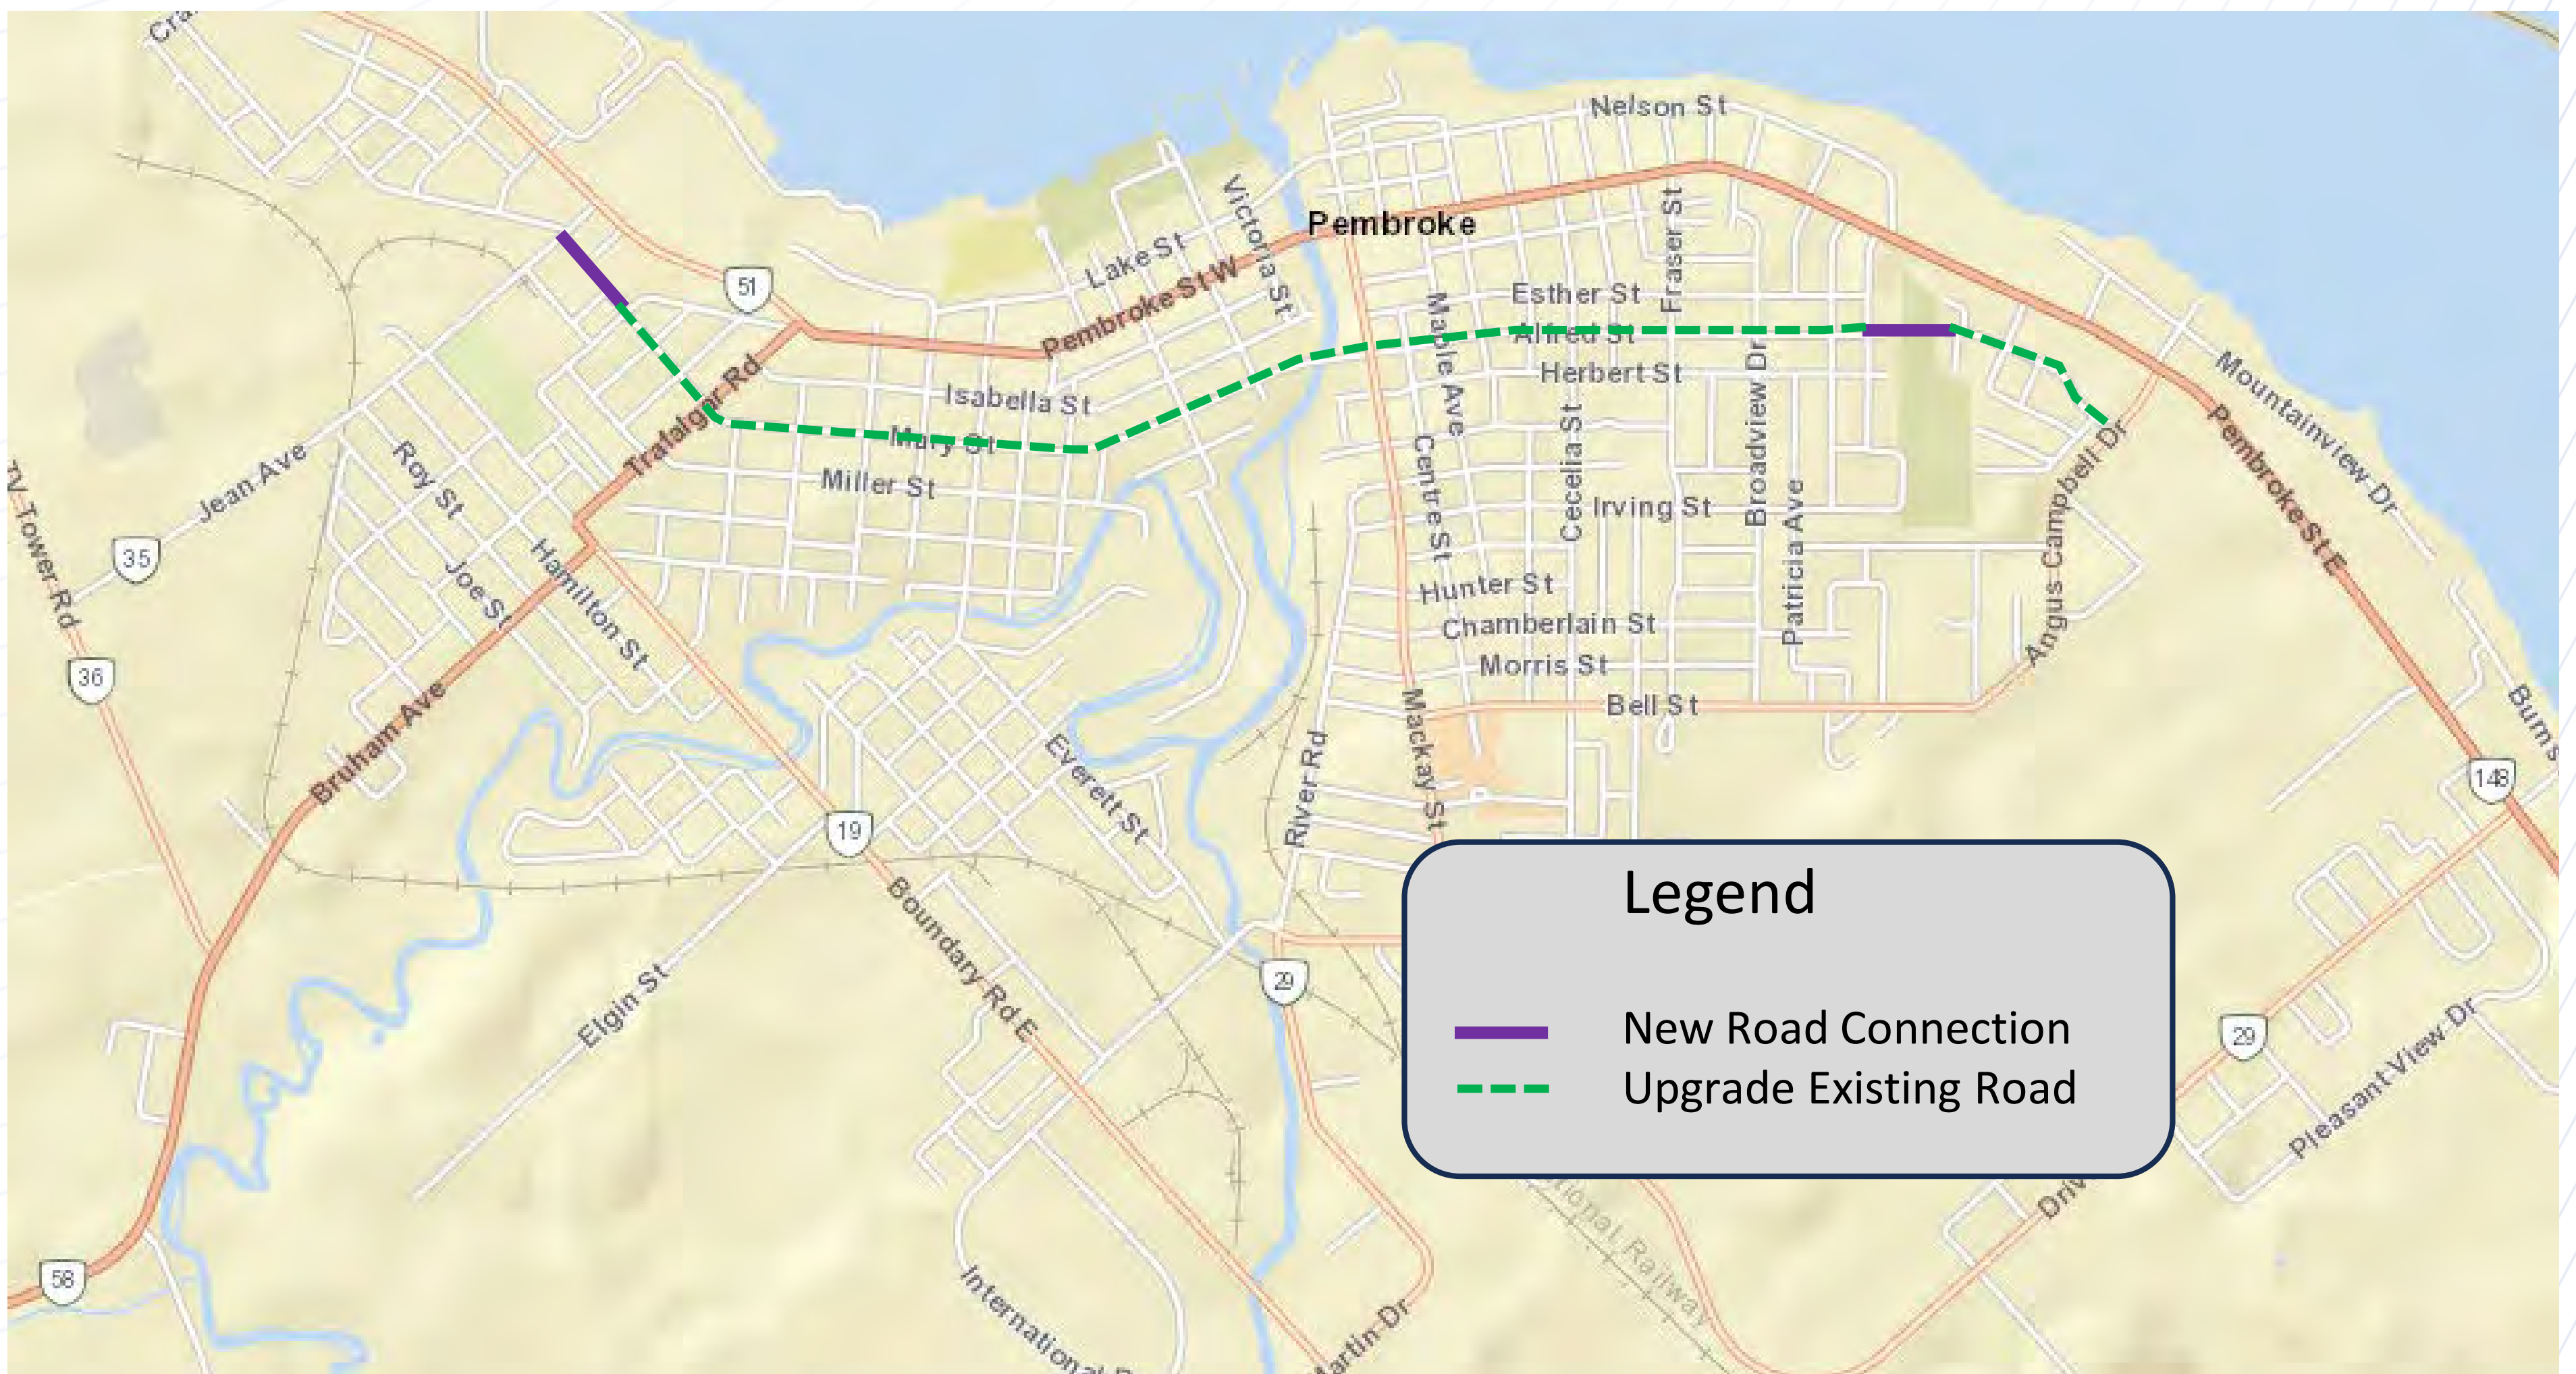 Nelson St
Victoria St
Pembroke
Fraser St
Lake St
51
Pembroke St W
Esther St
Maple Ave
Alfred St
Herbert St
Broadview Dr
Isabella St
Trafalgar Rd
Mary St
Miller St
Mountainview Dr
Pembroke St E
Jean Ave
Roy St
Cecelia St
Centre St
Irving St
Patricia Ave
Angus Campbell Dr
TV Tower Rd
35
Joe St
Hamilton St
Hunter St
Chamberlain St
Morris St
36
Bell St
Mackay St
Bruham Ave
Everett St
River Rd
148
19
Legend
Boundary Rd E
Elgin St
29
New Road Connection
Upgrade Existing Road
29
Pleasant View Dr
58
International
Martin Dr
Railway